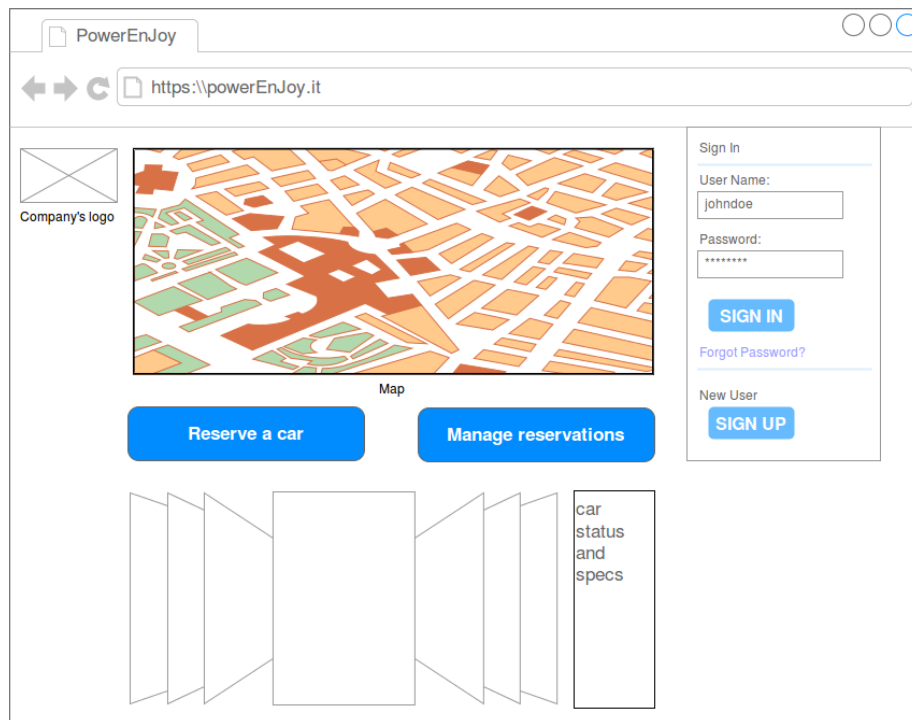 PowerEnJoy
https:\\powerEnJoy.it
Company's logo
Map
Sign In
User Name:
johndoe
Password:
********
SIGN IN
Forgot Password?
New User
SIGN UP
Reserve a car
Manage reservations
car
status
and
specs